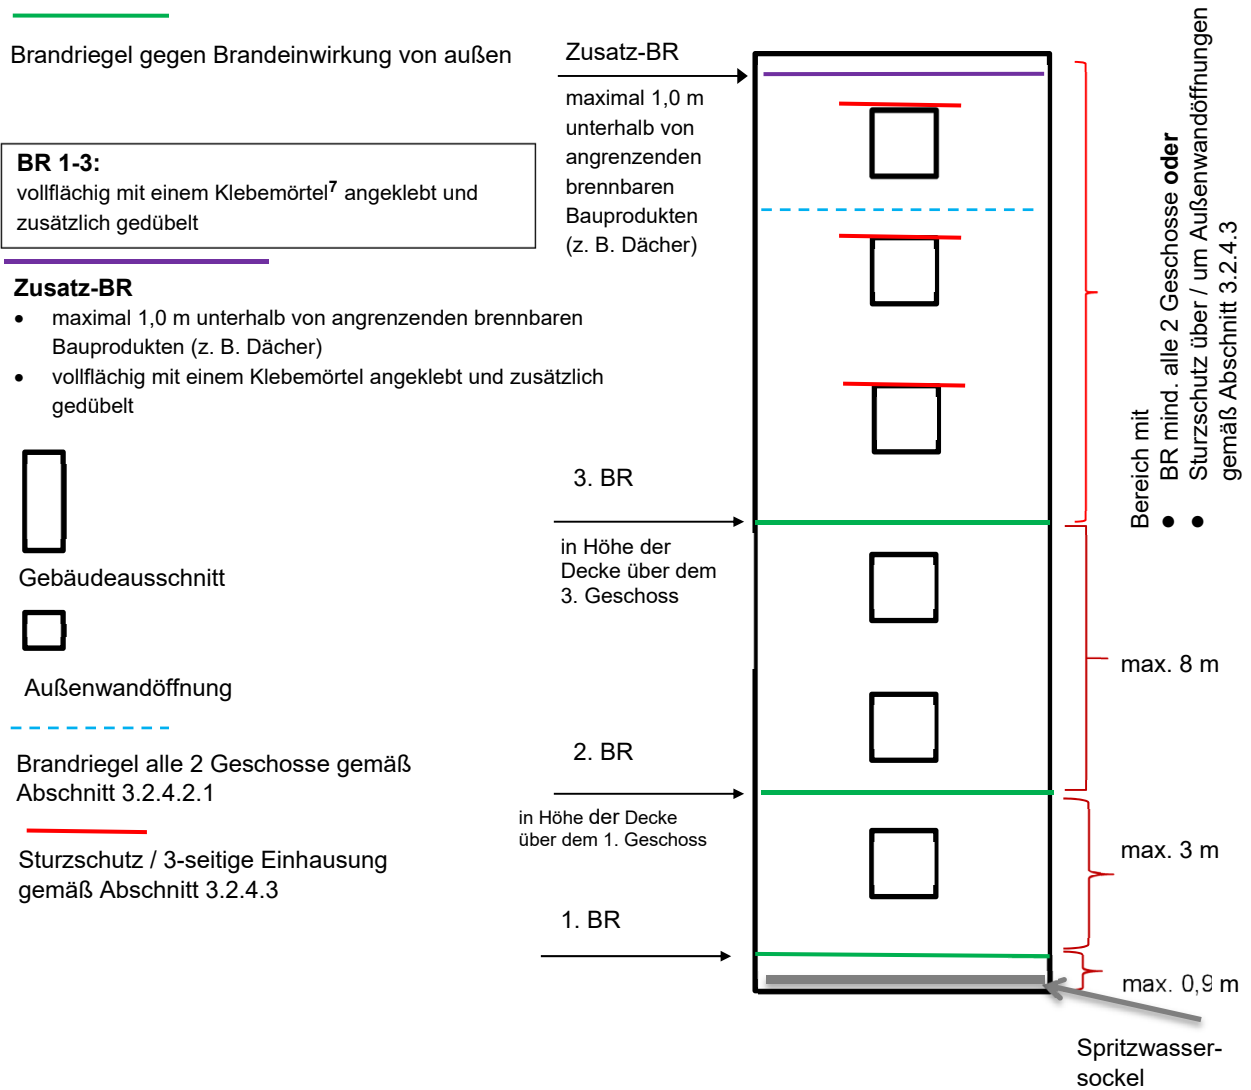 Brandriegel gegen Brandeinwirkung von außen
BR 1-3:
vollflächig mit einem Klebemörtel⁷ angeklebt und
zusätzlich gedübelt
Zusatz-BR
• maximal 1,0 m unterhalb von angrenzenden brennbaren
Bauprodukten (z. B. Dächer)
• vollflächig mit einem Klebemörtel angeklebt und zusätzlich
gedübelt
Gebäudeausschnitt
Außenwandöffnung
Brandriegel alle 2 Geschosse gemäß
Abschnitt 3.2.4.2.1
Sturzschutz / 3-seitige Einhausung
gemäß Abschnitt 3.2.4.3
Zusatz-BR
maximal 1,0 m
unterhalb von
angrenzenden
brennbaren
Bauprodukten
(z. B. Dächer)
3. BR
in Höhe der
Decke über dem
3. Geschoss
2. BR
in Höhe der Decke
über dem 1. Geschoss
1. BR
Bereich mit
• BR mind. alle 2 Geschosse oder
• Sturzschutz über / um Außenwandöffnungen
gemäß Abschnitt 3.2.4.3
max. 8 m
max. 3 m
max. 0,9 m
Spritzwasser-
sockel